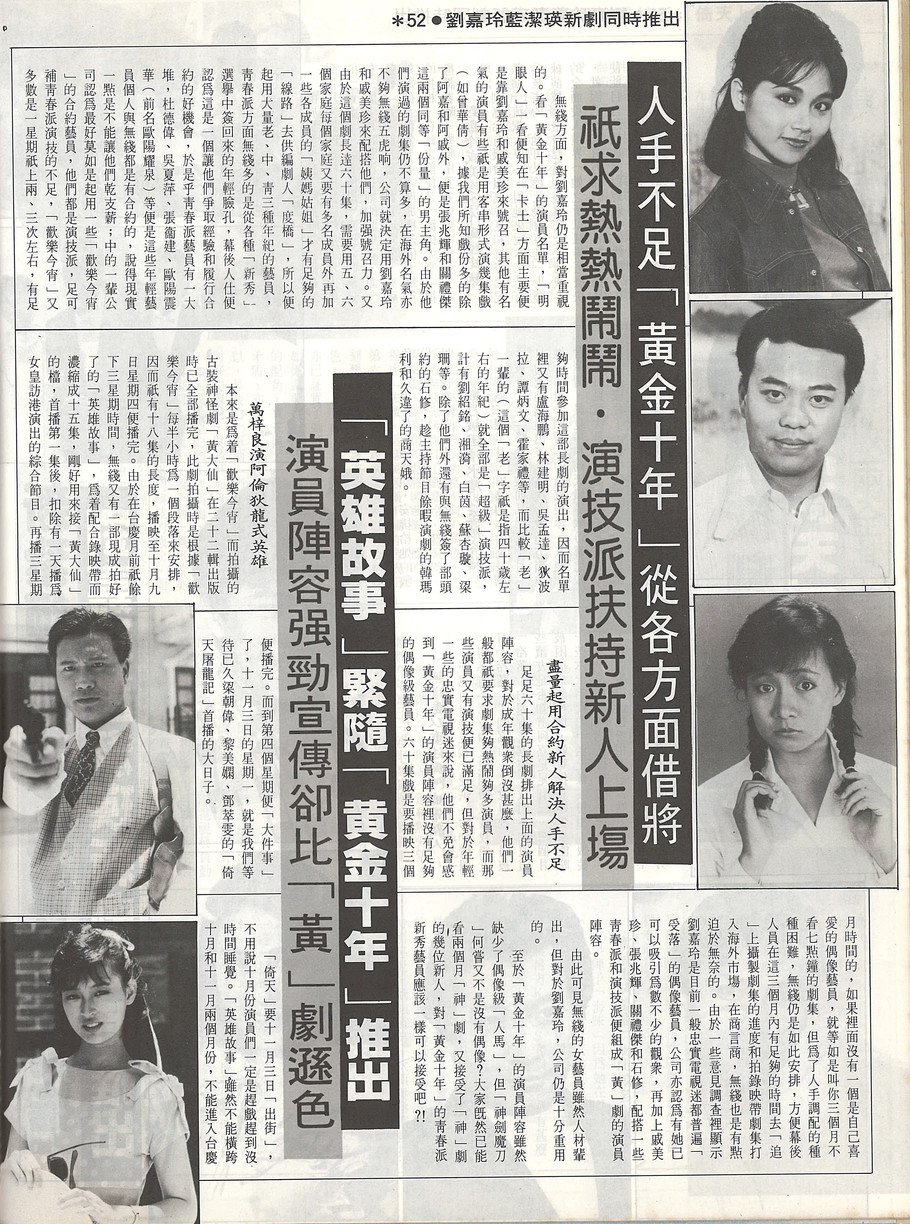 ＊52●劉嘉玲藍潔瑛新劇同時推出
人手不足「黃金十年」從各方面借將
祇求熱熱鬧鬧・演技派扶持新人上場
無綫方面，對劉嘉玲仍是相當重視
的。看「黃金十年」的演員名單，「明
眼人」一看便知在「卡士」方面主要便
是靠劉嘉玲和戚美珍來號召，其他有名
氣的演員有些祇是用客串形式演幾集戲
（如曾華倩），據我們所知戲份多的除
了阿嘉和阿戚外，便是張兆輝和關禮傑
這兩個同等「份量」的男主角。由於他
們演過的劇集仍不算多，在海外名氣亦
不夠無綫五虎响，公司就決定用劉嘉玲
和戚美珍來配搭他們，加强號召力。又
由於這個劇長達六十集，需要用五、六
個家庭每個家庭又要有多名成員外再加
一些各成員的「姨媽姑姐」才有足夠的
「線路」去供編劇人「度橋」，所以便
起用大量老、中、青三種年紀的藝員，
青春派方面無綫多的是從各種「新秀」
選擧中簽回來的年輕臉孔，幕後人仕便
認爲這是一個讓他們爭取經驗和履行合
約的好機會，於是乎青春派藝員有一大
堆，杜德偉、吳夏萍、張衞建、歐陽震
華（前名歐陽耀泉）等便是這些年輕藝
員個個人與無綫都是有合約的，說得現實
一點是不能讓他們乾支薪；中的一輩公
司認爲最好莫如是起用一些「歡樂今宵
」的合約藝員，他們都是演技派，足可
補青春派演技的不足，「歡樂今宵」又
多數是一星期祇上兩、三次左右，有足
夠時間參加這部長劇的演出，因而名單
裡又有盧海鵬、林建明、吳孟達、狄波
拉、譚炳文、霍家禮等，而比較「老」
一輩的（這個「老」字祇是指四十歲左
右的年紀）就全部是「超級」演技派，
計有劉紹銘、湘漪、白茵、蘇杏璇、梁
珊等。除了他們外還有與無綫簽了部頭
約的石修，趁主持節目餘暇演劇的韓瑪
利和久違了的商天娥。
盡量起用合約新人解決人手不足
足足六十集的長劇排出上面的演員
陣容，對於成年觀衆倒沒甚麼，他們一
般都祇要求劇集夠熱鬧夠多演員，而那
些演員又有演技便已滿足，但對於年輕
一些的忠實電視迷來說，他們不免會感
到「黃金十年」的演員陣容裡沒有足夠
的偶像級藝員。六十集戲是要播映三個
月時間的，如果裡面沒有一個是自己喜
愛的偶像藝員，就等如是叫你三個月不
看七點鐘的劇集，但爲了人手調配的種
種困難，無綫仍是如此安排，方便幕後
人員在這三個月內有足夠的時間去「追
」上攝製劇集的進度和拍錄映帶劇集打
入海外市場，在商言商，無綫也是有點
迫於無奈的。由於一些意見調查裡顯示
劉嘉玲是目前一般忠實電視迷都普遍「
受落」的偶像藝員，公司亦認爲有她已
可以吸引爲數不少的觀衆，再加上戚美
珍、張兆輝、關禮傑和石修，配搭一些
青春派和演技派便組成「黃」劇的演員
陣容。
由此可見無綫的女藝員雖然人材輩
出，但對於劉嘉玲，公司仍是十分重用
的。
至於「黃金十年」的演員陣容雖然
缺少了偶像級「人馬」，但「神劍魔刀
」何嘗又不是沒有偶像？大家旣然已能
看兩個月「神」劇，又接受了「神」劇
的幾位新人，對「黃金十年」的青春派
新秀藝員應該一樣可以接受吧？！
「英雄故事」緊隨「黃金十年」推出
演員陣容强勁宣傳卻比「黃」劇遜色
萬梓良演阿倫狄龍式英雄
本來是爲着「歡樂今宵」而拍攝的
古裝神怪劇「黃大仙」在二十二輯出版
時已全部播完，此劇拍攝時是根據「歡
樂今宵」每半小時爲一個段落來安排，
因而祇有十八集的長度，播映至十月九
日星期四便播完。由於在台慶月前祇餘
下三星期時間，無綫又有一部現成拍好
了的「英雄故事」，爲着配合錄映帶而
濃縮成十五集，剛好用來接「黃大仙」
的檔，首播第一集後，扣除有一天播爲
女皇訪港演出的綜合節目。再播三星期
便播完。而到第四個星期便「大件事」
了，十一月三日的星期一，就是我們等
待已久梁朝偉、黎美嫻、鄧萃雯的「倚
天屠龍記」首播的大日子。
「倚天」要十一月三日「出街」，
不用說十月份演員們一定是趕戲趕到沒
時間睡覺。「英雄故事」雖然不能橫跨
十月和十一月兩個月份，不能進入台慶